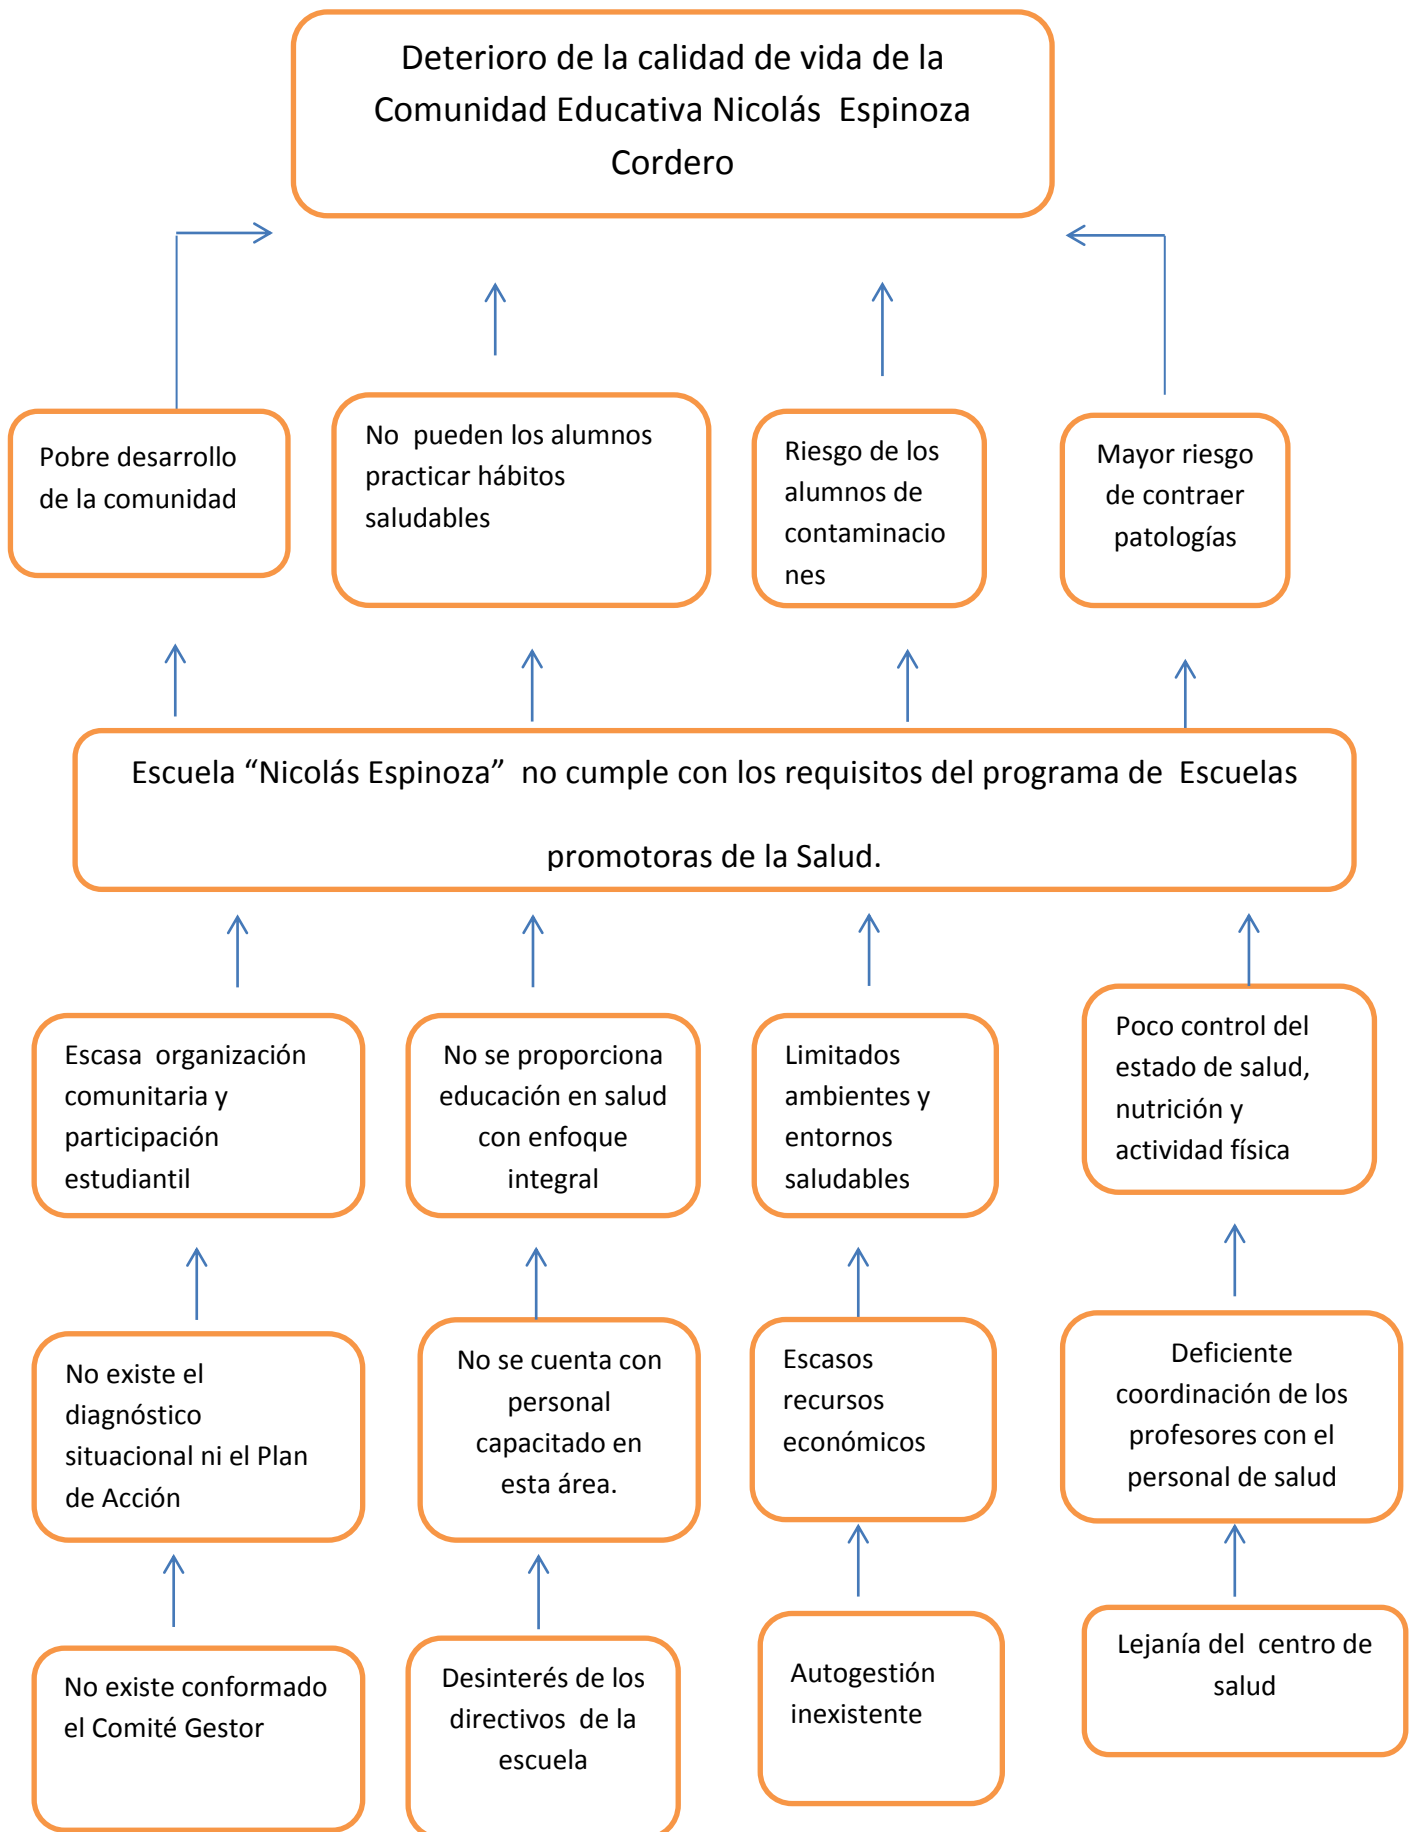 Deterioro de la calidad de vida de la
Comunidad Educativa Nicolás Espinoza
Cordero
Pobre desarrollo
de la comunidad
No pueden los alumnos
practicar hábitos
saludables
Riesgo de los
alumnos de
contaminacio
nes
Mayor riesgo
de contraer
patologías
Escuela “Nicolás Espinoza” no cumple con los requisitos del programa de Escuelas
promotoras de la Salud.
Escasa organización
comunitaria y
participación
estudiantil
No se proporciona
educación en salud
con enfoque
integral
Limitados
ambientes y
entornos
saludables
Poco control del
estado de salud,
nutrición y
actividad física
No existe el
diagnóstico
situacional ni el Plan
de Acción
No se cuenta con
personal
capacitado en
esta área.
Escasos
recursos
económicos
Deficiente
coordinación de los
profesores con el
personal de salud
No existe conformado
el Comité Gestor
Desinterés de los
directivos de la
escuela
Autogestión
inexistente
Lejanía del centro de
salud